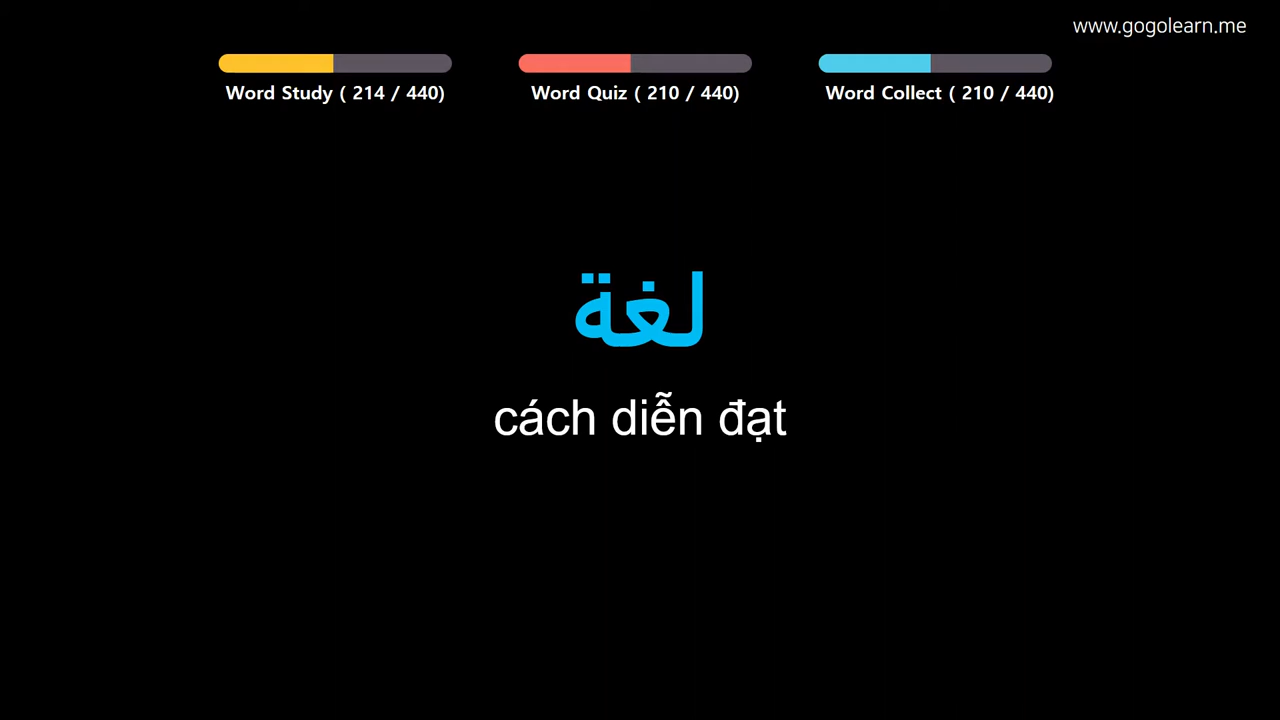 www.gogolearn.me
Word Study ( 214 / 440)
Word Quiz ( 210 / 440)
Word Collect ( 210 / 440)
لغة
cách diễn đạt